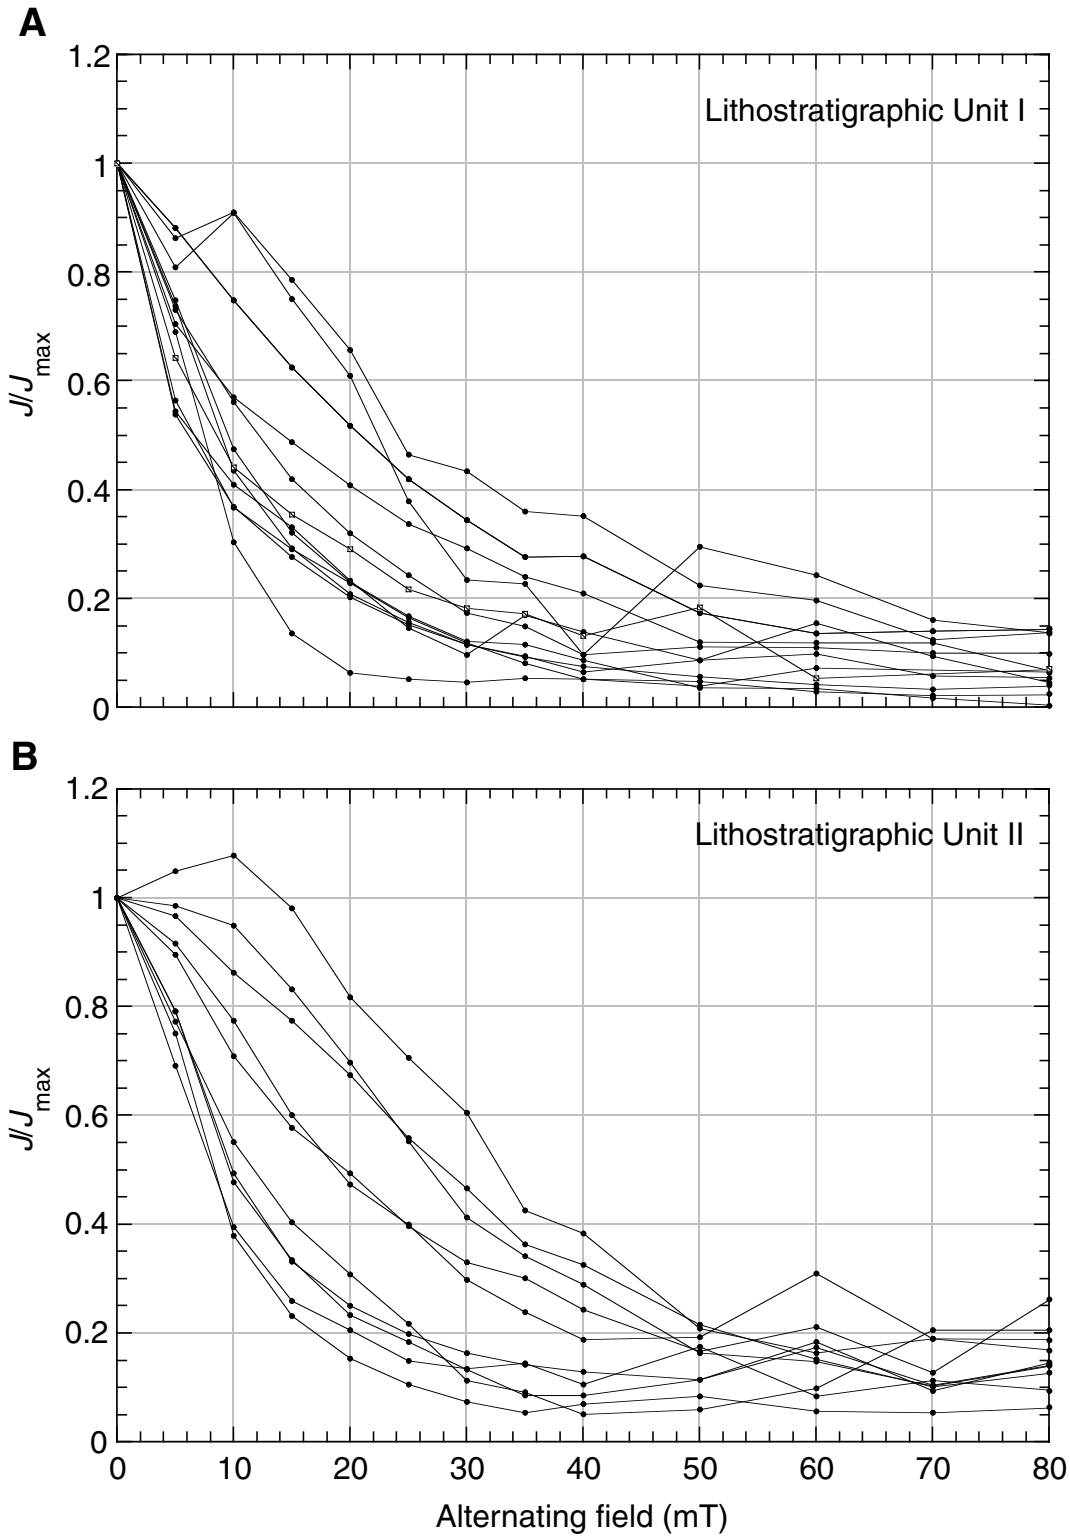 A
1.2
Lithostratigraphic Unit I
1
0.8
0.6
J/Jmax
0.4
0.2
0
B
1.2
Lithostratigraphic Unit II
1
0.8
0.6
J/Jmax
0.4
0.2
0
0 10 20 30 40 50 60 70 80
Alternating field (mT)